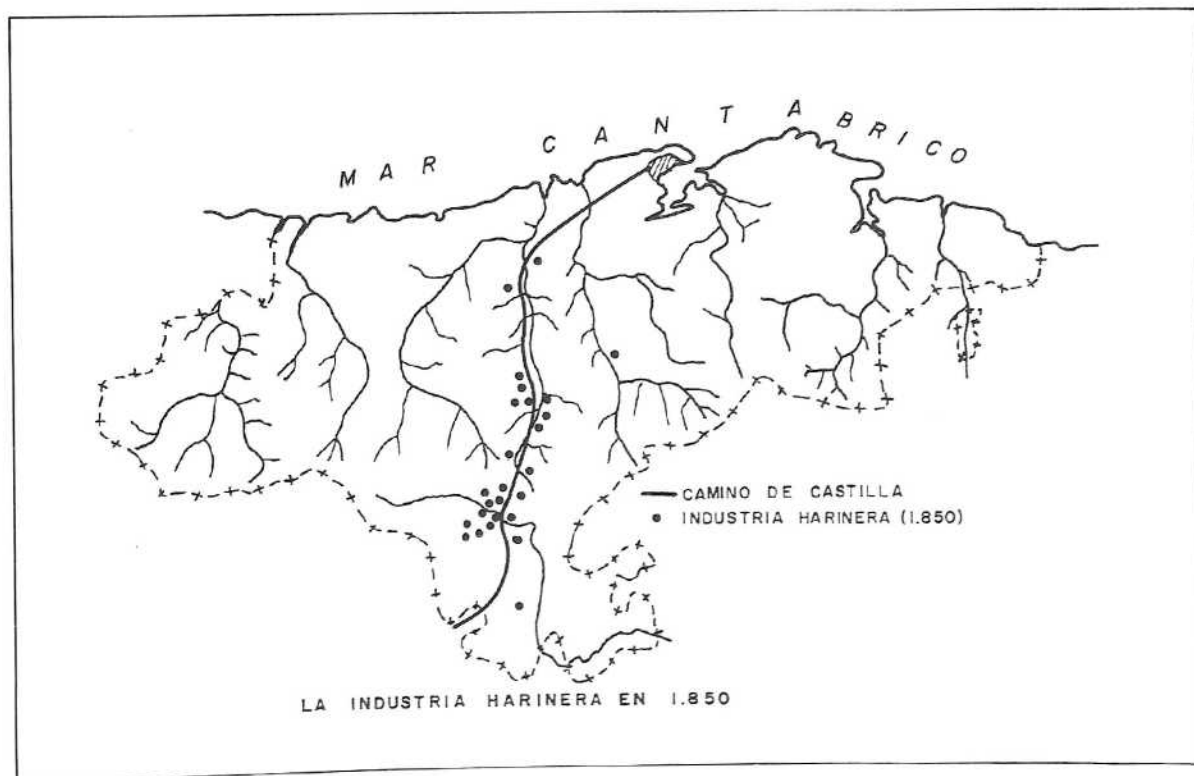 MAR CANTABRICO
CAMINO DE CASTILLA
INDUSTRIA HARINERA (1.850)
LA INDUSTRIA HARINERA EN 1.850